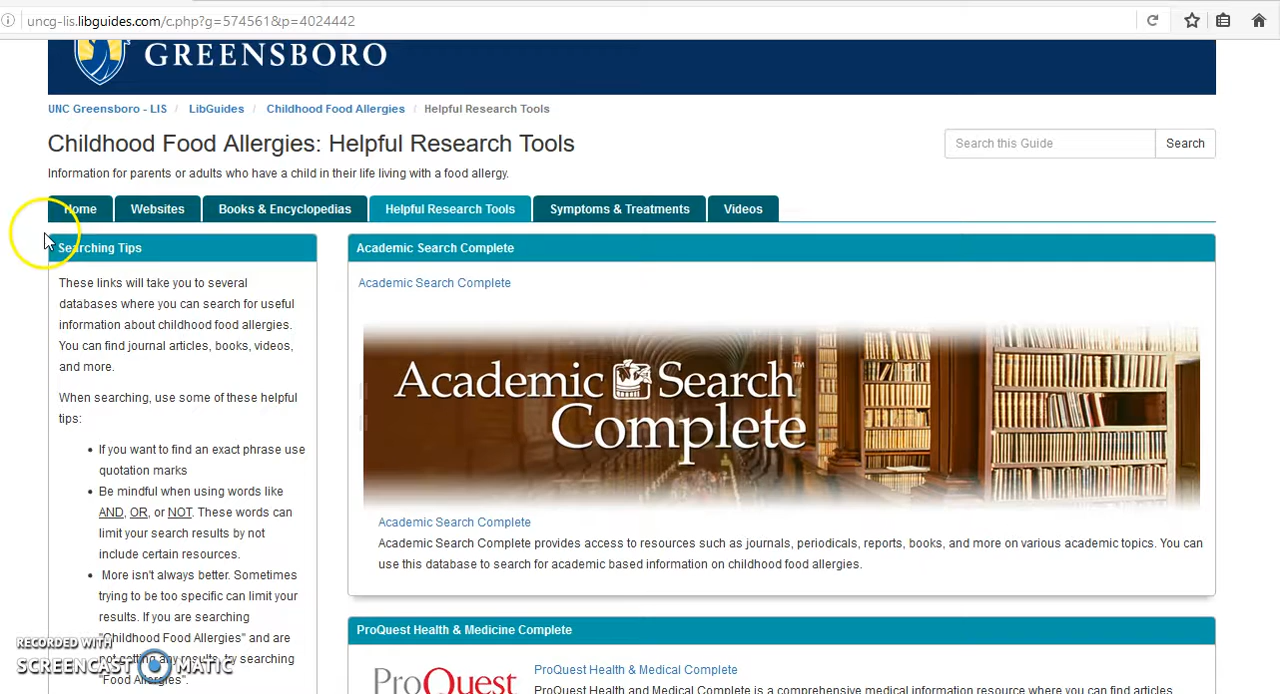 uncg-lis.libguides.com/c.php?g=574561&p=4024442
GREENSBORO
UNC Greensboro - LIS / LibGuides / Childhood Food Allergies / Helpful Research Tools
Childhood Food Allergies: Helpful Research Tools
Search this Guide
Search
Information for parents or adults who have a child in their life living with a food allergy.
Home
Websites
Books & Encyclopedias
Helpful Research Tools
Symptoms & Treatments
Videos
Searching Tips
These links will take you to several
databases where you can search for useful
information about childhood food allergies.
You can find journal articles, books, videos,
and more.
When searching, use some of these helpful
tips:
• If you want to find an exact phrase use
quotation marks
• Be mindful when using words like
AND, OR, or NOT. These words can
limit your search results by not
include certain resources.
• More isn't always better. Sometimes
trying to be too specific can limit your
results. If you are searching
"Childhood Food Allergies" and are
not getting any results, try searching
"Food Allergies".
RECORDED WITH
SCREENCAST MATIC
Academic Search Complete
Academic Search Complete
Academic Search™
Complete
Academic Search Complete
Academic Search Complete provides access to resources such as journals, periodicals, reports, books, and more on various academic topics. You can
use this database to search for academic based information on childhood food allergies.
ProQuest Health & Medicine Complete
ProQuest
ProQuest Health & Medical Complete
ProQuest Health and Medical Complete is a comprehensive medical information resource where you can find articles